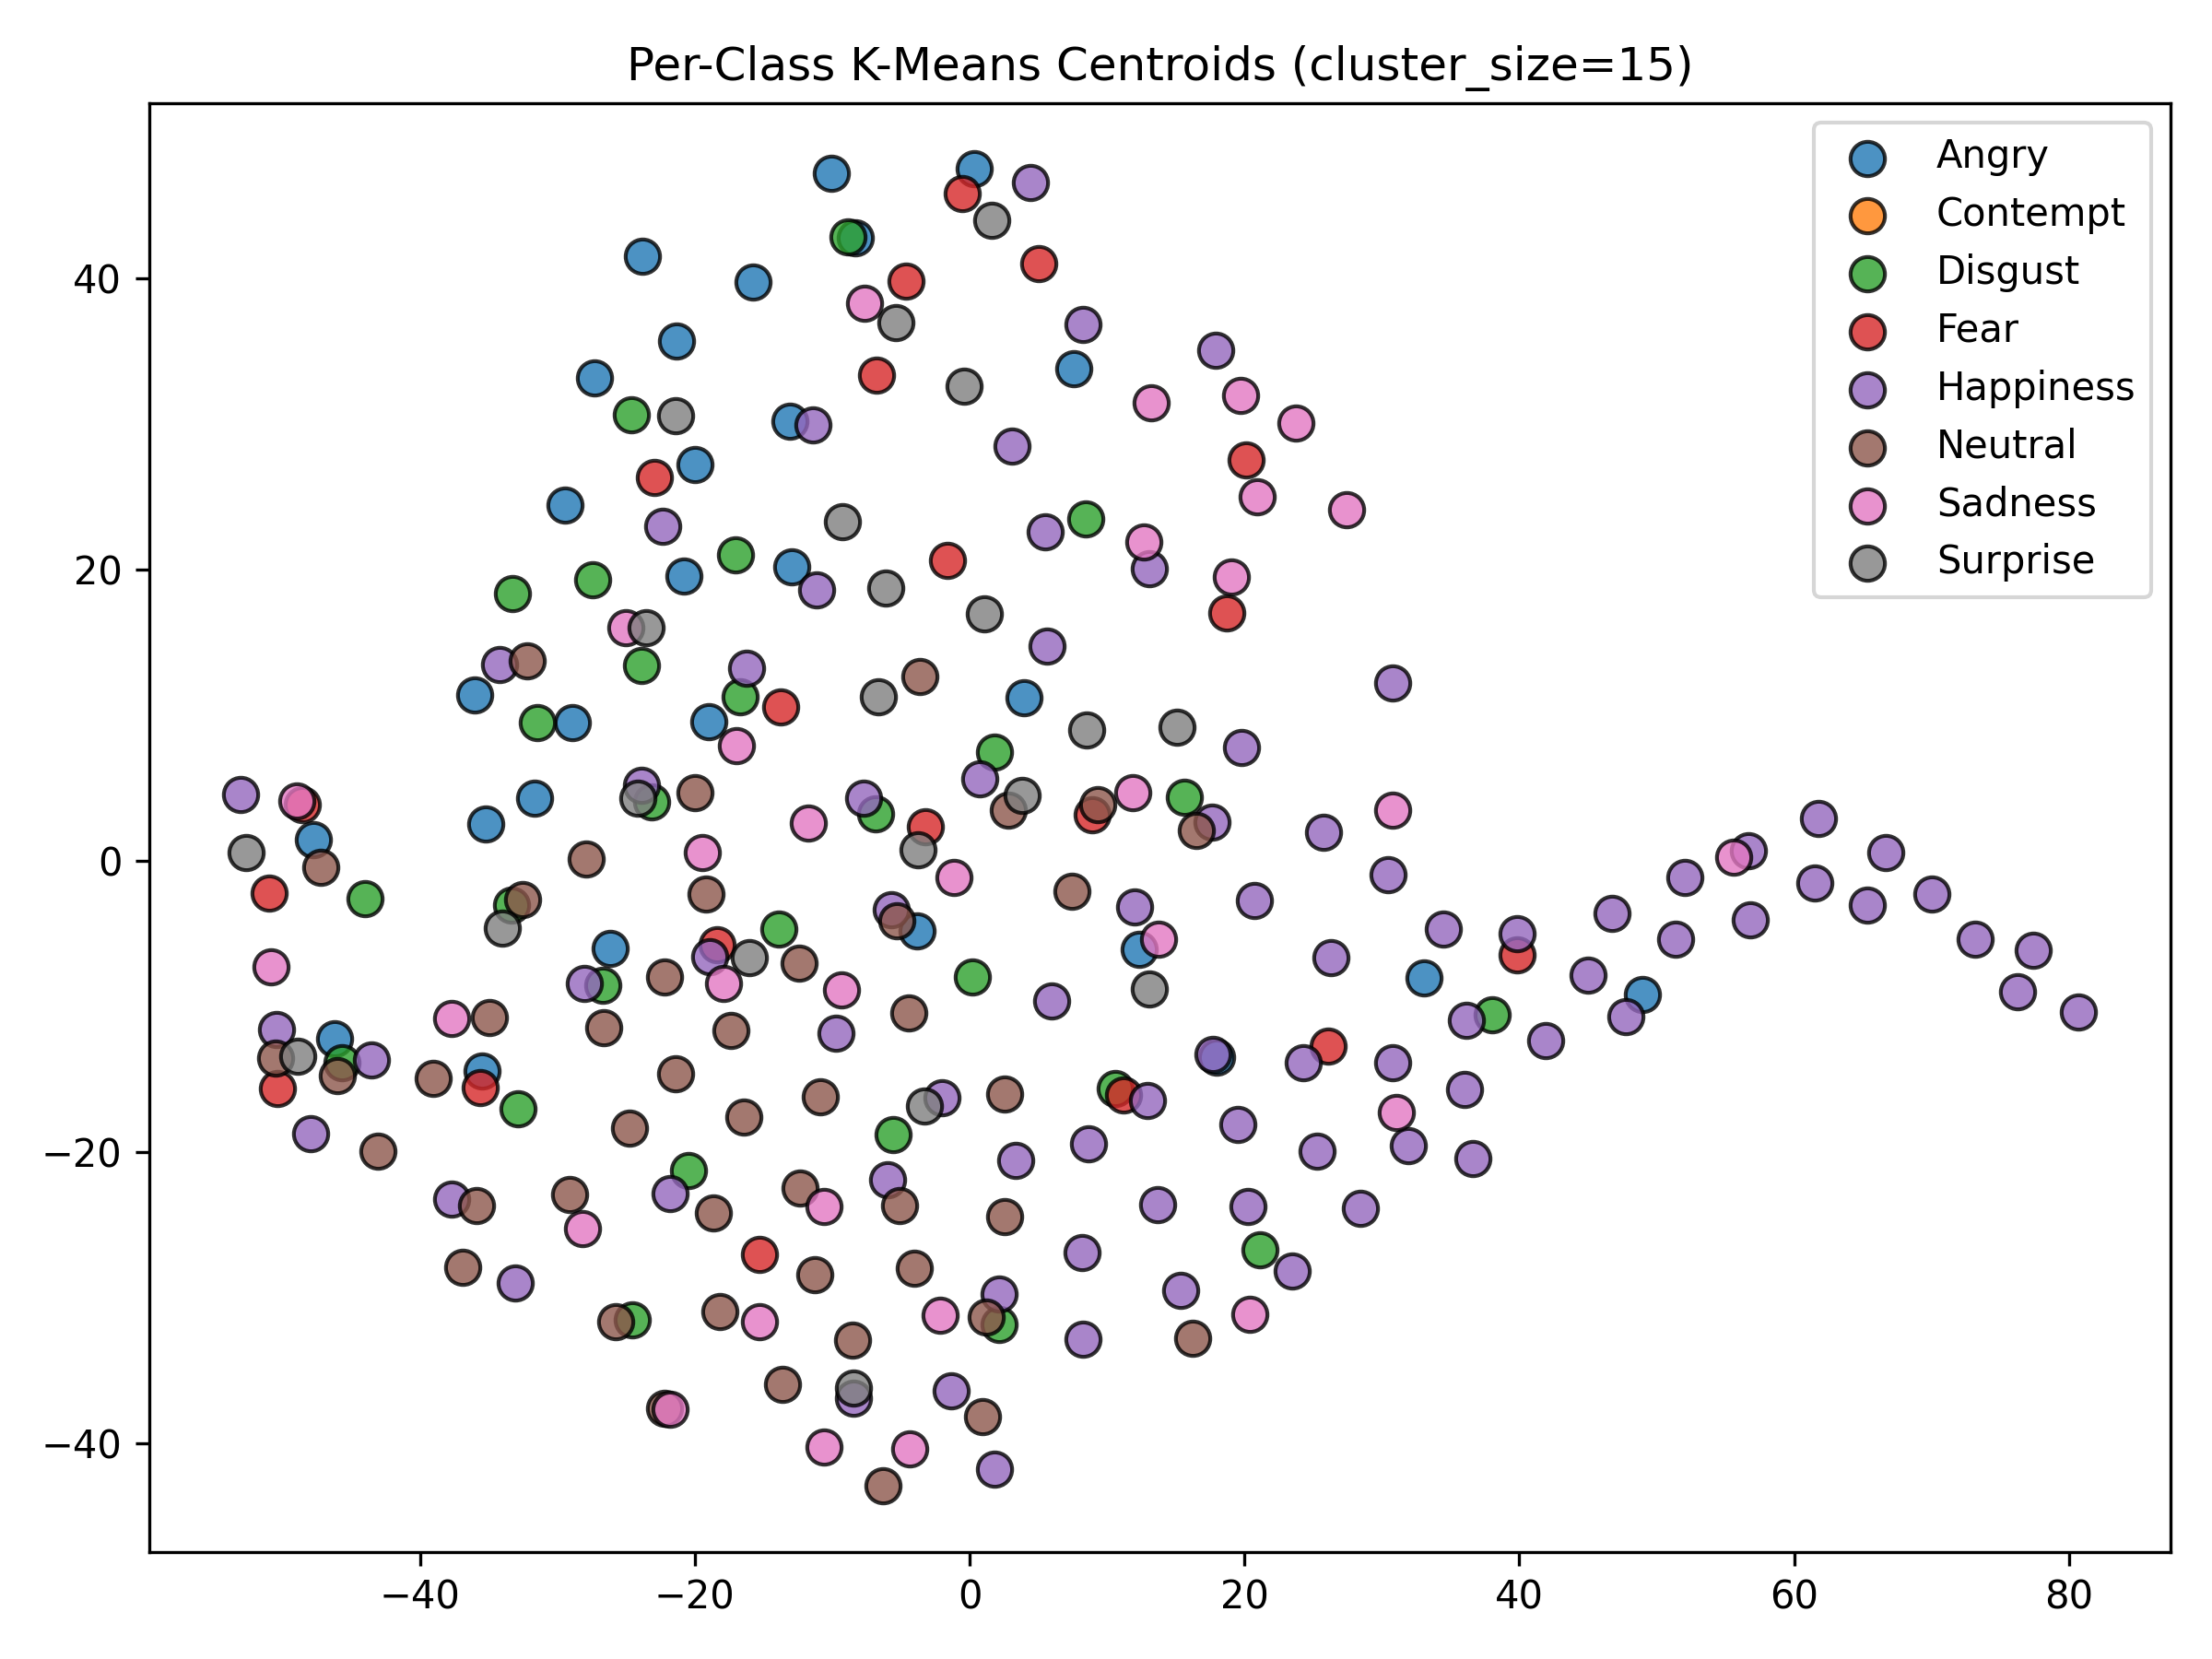 Per-Class K-Means Centroids (cluster_size=15)
Angry
Contempt
Disgust
Fear
Happiness
Neutral
Sadness
Surprise
40
20
0
−20
−40
−40 −20 0 20 40 60 80